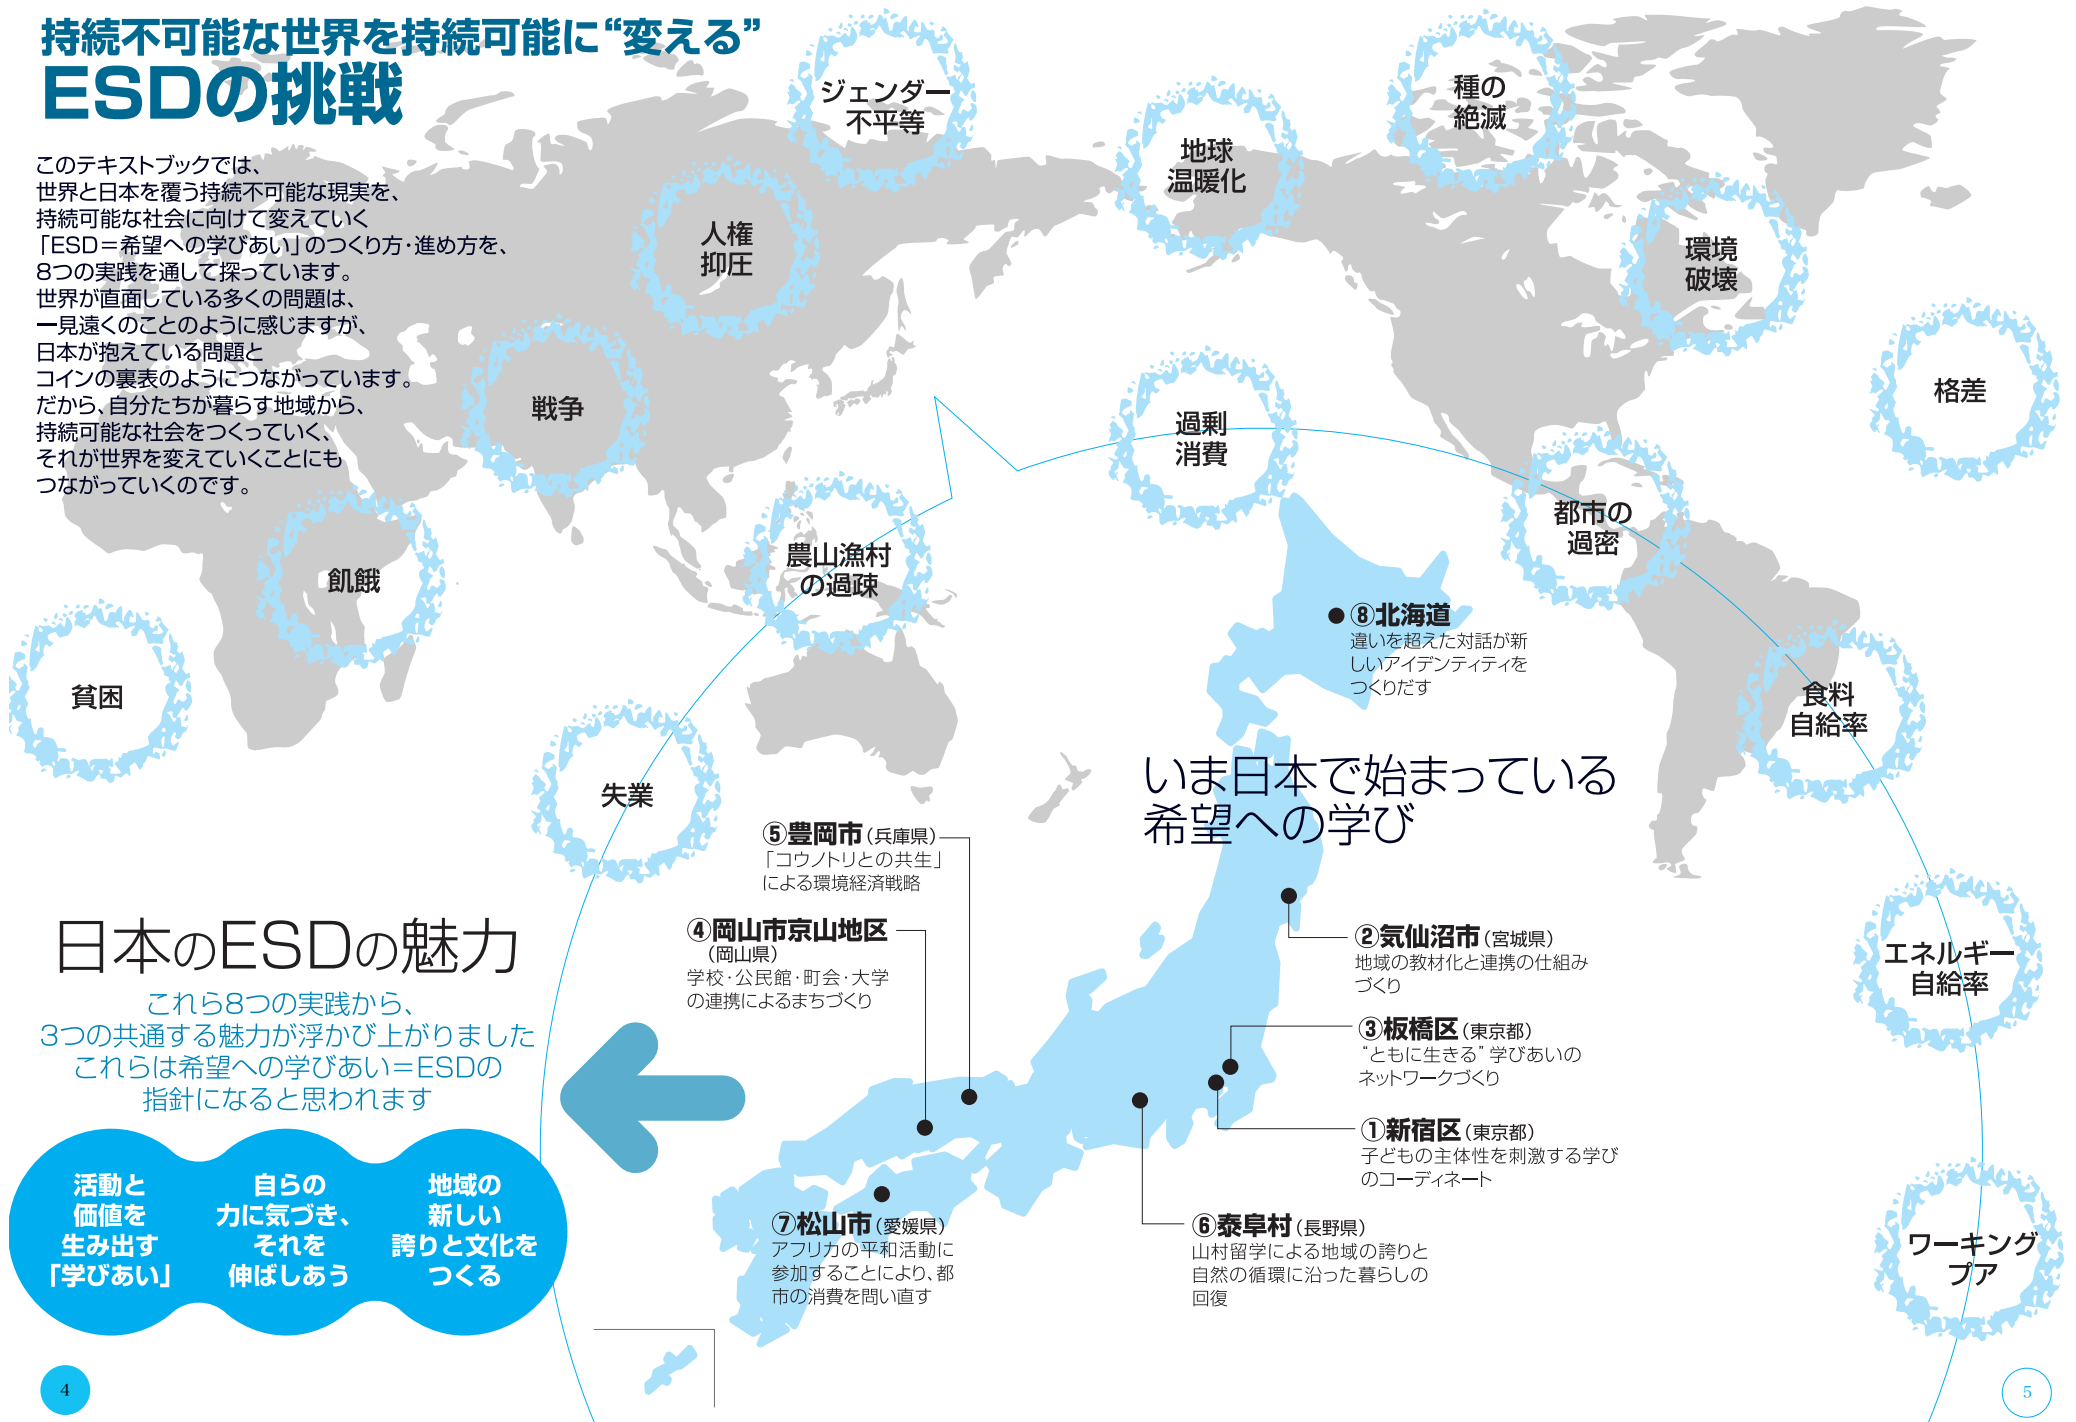 持続不可能な世界を持続可能に“変える”
ESDの挑戦
このテキストブックでは、
世界と日本を覆う持続不可能な現実を、
持続可能な社会に向けて変えていく
「ESD＝希望への学びあい」のつくり方・進め方を、
8つの実践を通して探っています。
世界が直面している多くの問題は、
一見遠くのことのように感じますが、
日本が抱えている問題と
コインの裏表のようにつながっています。
だから、自分たちが暮らす地域から、
持続可能な社会をつくっていく、
それが世界を変えていくことにも
つながっていくのです。
ジェンダー
不平等
種の
絶滅
地球
温暖化
人権
抑圧
環境
破壊
格差
戦争
過剰
消費
都市の
過密
農山漁村
の過疎
飢餓
貧困
食料
自給率
失業
エネルギー
自給率
ワーキング
プア
いま日本で始まっている
希望への学び
⑧北海道
違いを超えた対話が新
しいアイデンティティを
つくりだす
⑤豊岡市（兵庫県）
「コウノトリとの共生」
による環境経済戦略
④岡山市京山地区
（岡山県）
学校・公民館・町会・大学
の連携によるまちづくり
②気仙沼市（宮城県）
地域の教材化と連携の仕組み
づくり
③板橋区（東京都）
“ともに生きる”学びあいの
ネットワークづくり
①新宿区（東京都）
子どもの主体性を刺激する学び
のコーディネート
⑥泰阜村（長野県）
山村留学による地域の誇りと
自然の循環に沿った暮らしの
回復
⑦松山市（愛媛県）
アフリカの平和活動に
参加することにより、都
市の消費を問い直す
日本のESDの魅力
これら8つの実践から、
3つの共通する魅力が浮かび上がりました
これらは希望への学びあい＝ESDの
指針になると思われます
活動と
価値を
生み出す
「学びあい」
自らの
力に気づき、
それを
伸ばしあう
地域の
新しい
誇りと文化を
つくる
4
5